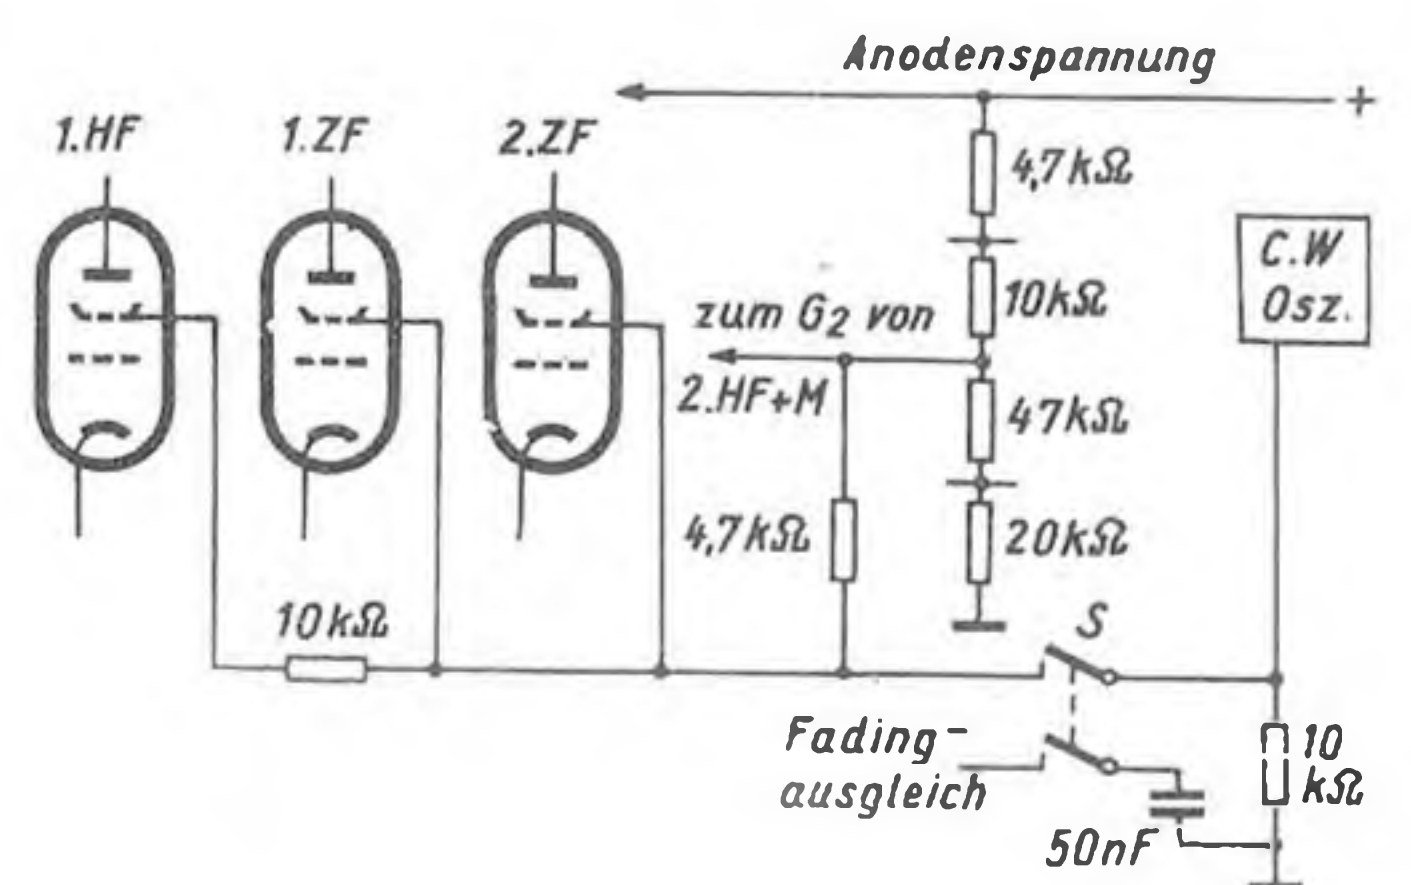 Anodenspannung
+
1.HF
1.ZF
2.ZF
4,7kΩ
C.W
Osz.
zum G2 von
10kΩ
2.HF+M
47kΩ
4,7kΩ
20kΩ
10kΩ
S
Fading-
ausgleich
10
kΩ
50nF